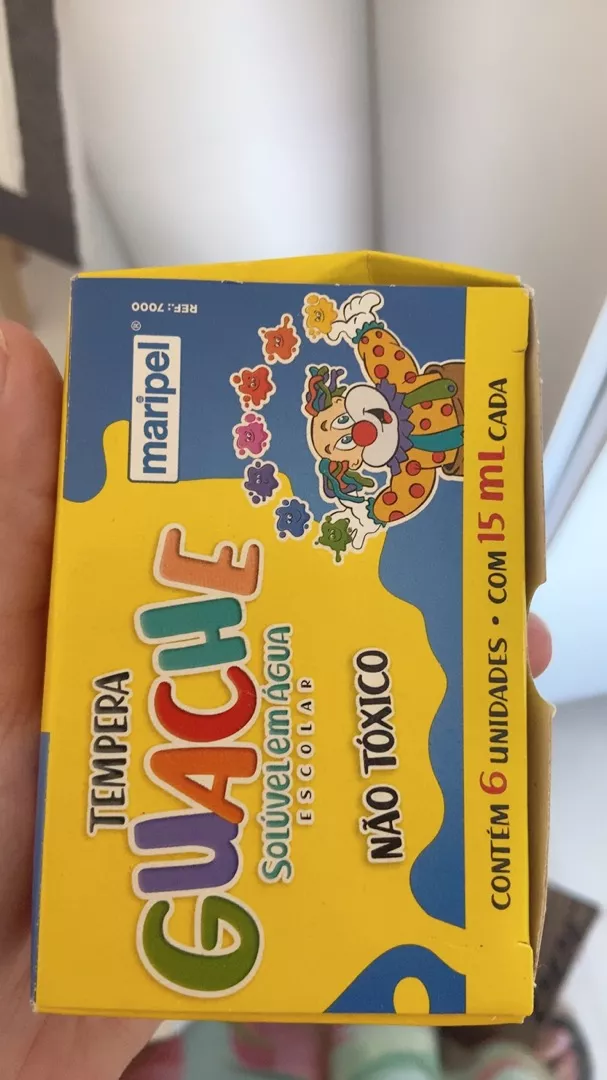 TEMPERA
GUACHE
SOLÚVEL EM ÁGUA
ESCOLAR
NÃO TÓXICO
maripel®
REF.: 7000
CONTÉM 6 UNIDADES • COM 15 mL CADA